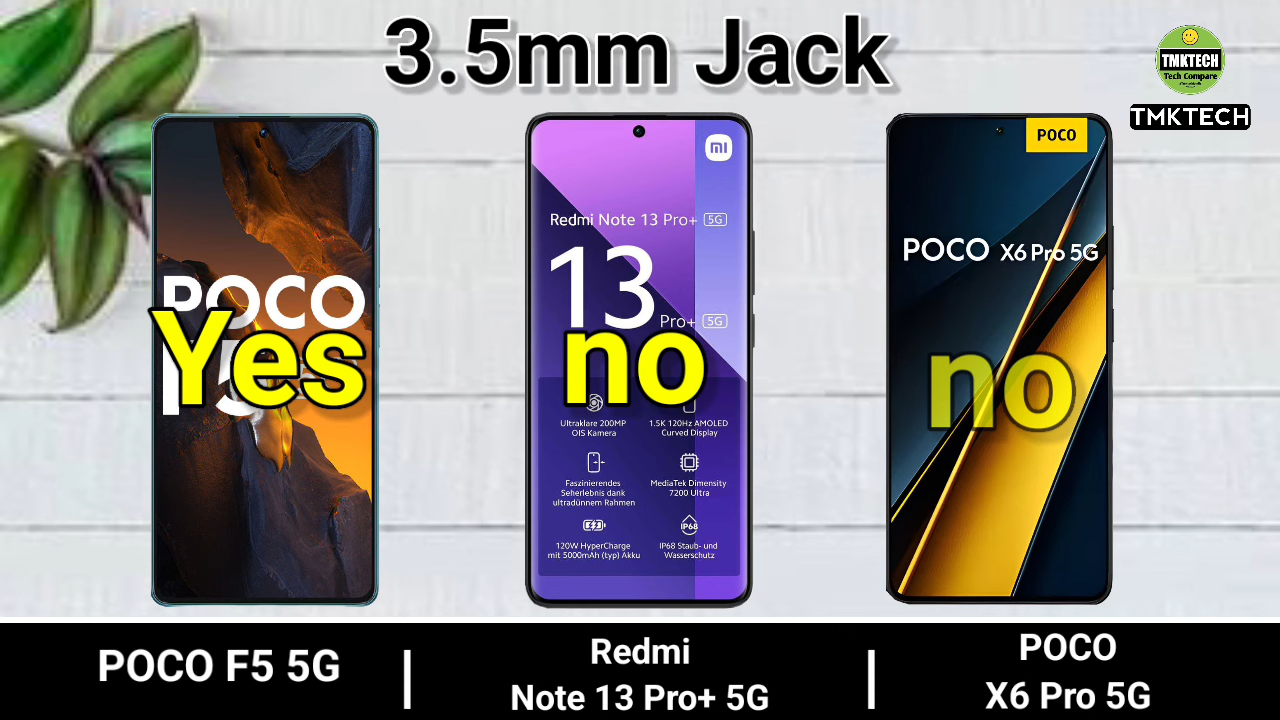 3.5mm Jack
TMKTECH
Tech Compare
TMKTECH
POCO
F5
Yes
mi
Redmi Note 13 Pro+ 5G
13
Pro+ 5G
no
Ultraklare 200MP
OIS Kamera
1.5K 120Hz AMOLED
Curved Display
Faszinierendes
Seherlebnis dank
ultradünnem Rahmen
MediaTek Dimensity
7200 Ultra
120W HyperCharge
mit 5000mAh (typ) Akku
IP68
IP68 Staub- und
Wasserschutz
POCO
POCO X6 Pro 5G
no
POCO F5 5G
Redmi
Note 13 Pro+ 5G
POCO
X6 Pro 5G